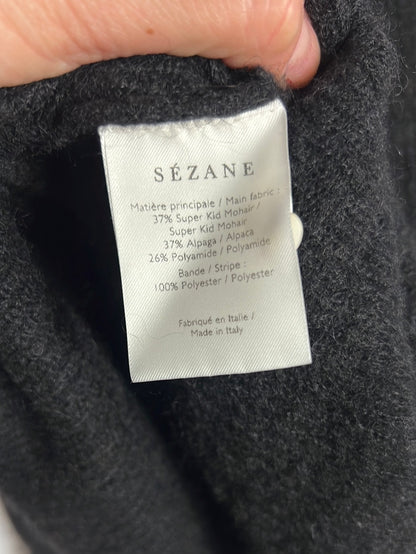 SÉZANE
Matière principale / Main fabric :
37% Super Kid Mohair /
Super Kid Mohair
37% Alpaga / Alpaca
26% Polyamide / Polyamide
Bande / Stripe :
100% Polyester / Polyester
Fabriqué en Italie /
Made in Italy